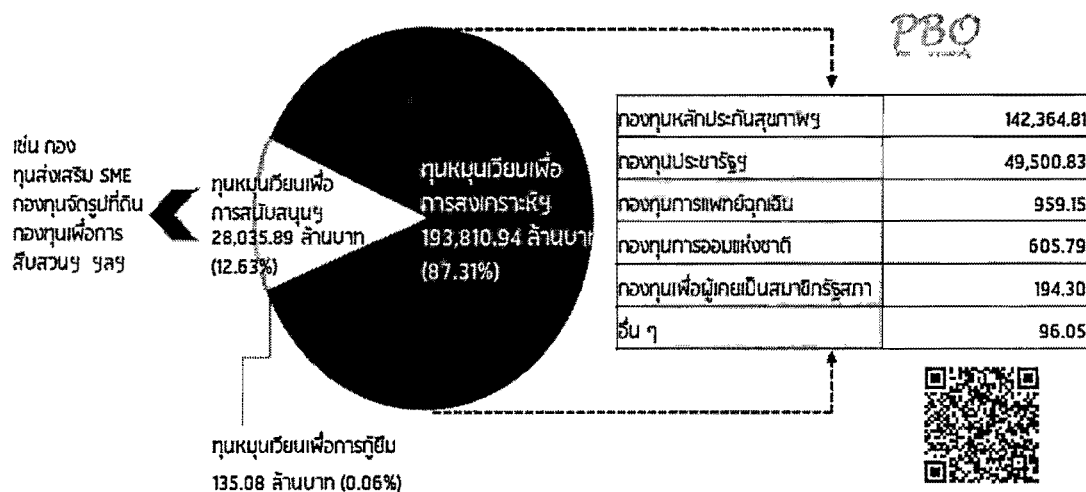 PBO
เช่น กอง
ทุนส่งเสริม SME
กองทุนจัดรูปที่ดิน
กองทุนเพื่อการ
สืบสวนฯ ฯลฯ
ทุนหมุนเวียนเพื่อ
การสนับสนุนฯ
28,035.89 ล้านบาท
(12.63%)
ทุนหมุนเวียนเพื่อ
การสงเคราะห์ฯ
193,810.94 ล้านบาท
(87.31%)
กองทุนหลักประกันสุขภาพฯ 142,364.81
กองทุนประชารัฐฯ 49,500.83
กองทุนการแพทย์ฉุกเฉิน 959.15
กองทุนการออมแห่งชาติ 605.79
กองทุนเพื่อผู้เคยเป็นสมาชิกรัฐสภา 194.30
อื่น ๆ 96.05
ทุนหมุนเวียนเพื่อการกู้ยืม
135.08 ล้านบาท (0.06%)